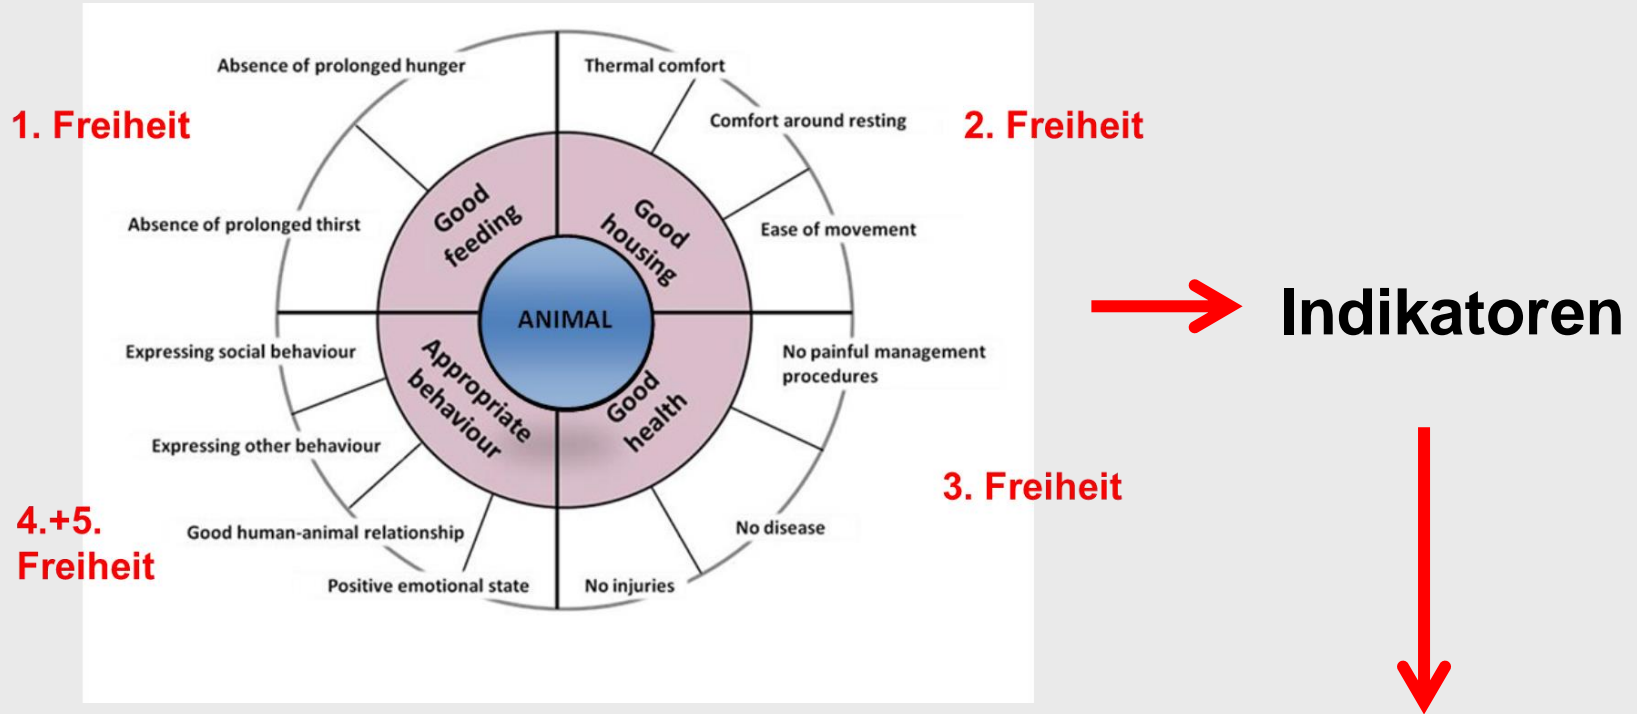 Absence of prolonged hunger
Thermal comfort
1. Freiheit
Comfort around resting
2. Freiheit
Absence of prolonged thirst
Good
feeding
Good
housing
Ease of movement
ANIMAL
Indikatoren
Expressing social behaviour
Appropriate
behaviour
Good
health
No painful management
procedures
Expressing other behaviour
3. Freiheit
4.+5.
Freiheit
Good human-animal relationship
No disease
Positive emotional state
No injuries